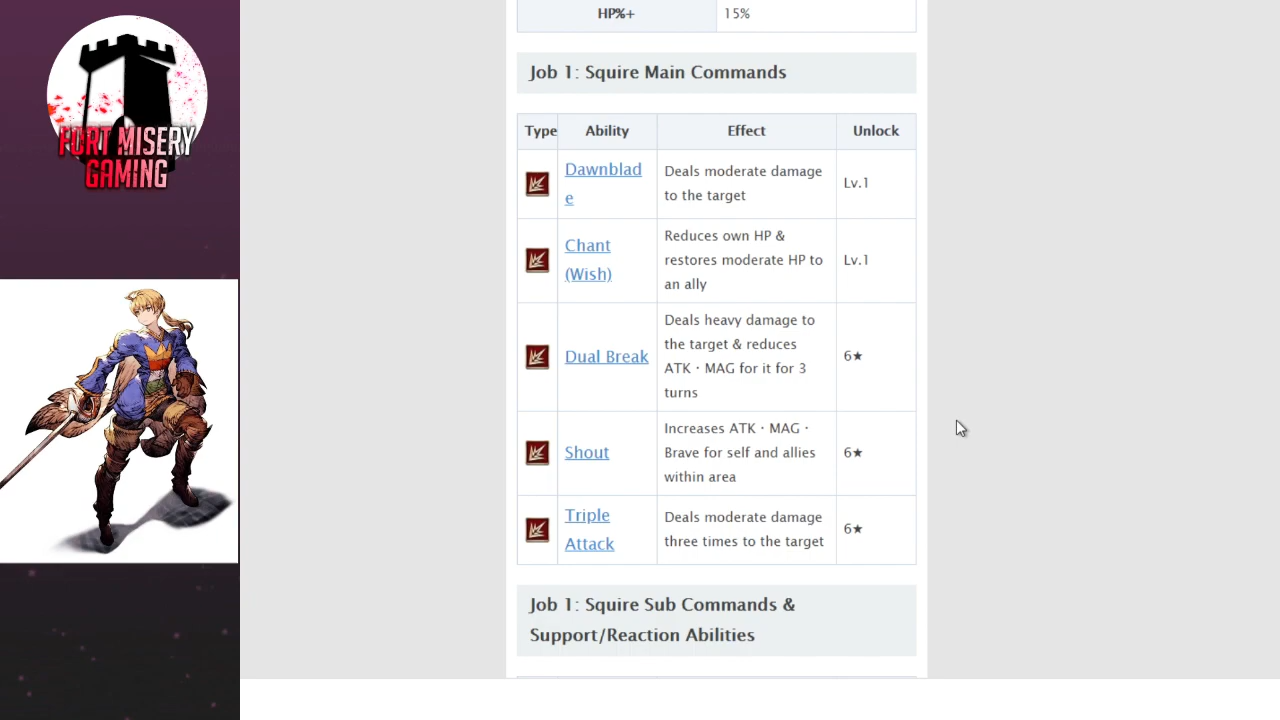 FORT MISERY
GAMING
HP%+ 15%
Job 1: Squire Main Commands
Type Ability Effect Unlock
Dawnblad
e
Deals moderate damage
to the target
Lv.1
Chant
(Wish)
Reduces own HP &
restores moderate HP to
an ally
Lv.1
Dual Break
Deals heavy damage to
the target & reduces
ATK・MAG for it for 3
turns
6★
Shout
Increases ATK・MAG・
Brave for self and allies
within area
6★
Triple
Attack
Deals moderate damage
three times to the target
6★
Job 1: Squire Sub Commands &
Support/Reaction Abilities